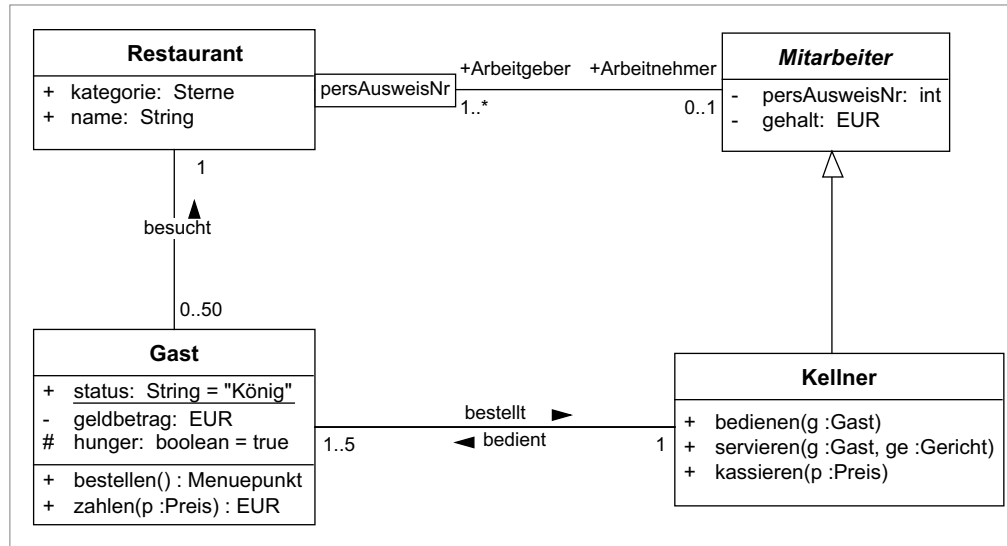 Restaurant
+ kategorie: Sterne
+ name: String
persAusweisNr
+Arbeitgeber
1..*
+Arbeitnehmer
0..1
Mitarbeiter
- persAusweisNr: int
- gehalt: EUR
1
besucht
0..50
Gast
+ status: String = "König"
- geldbetrag: EUR
# hunger: boolean = true
+ bestellen() : Menuepunkt
+ zahlen(p :Preis) : EUR
bestellt
bedient
1..5
1
Kellner
+ bedienen(g :Gast)
+ servieren(g :Gast, ge :Gericht)
+ kassieren(p :Preis)